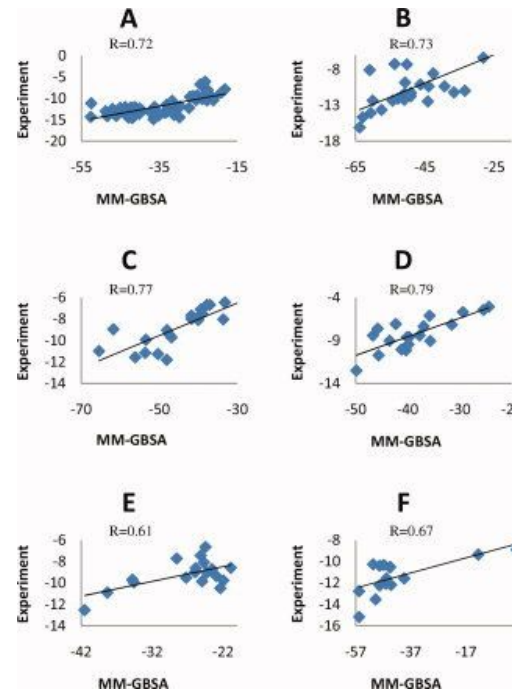 A
R=0.72
0
-5
-10
-15
-20
Experiment
-55 -35 -15
MM-GBSA
B
R=0.73
-8
-13
-18
Experiment
-65 -45 -25
MM-GBSA
C
R=0.77
-6
-8
-10
-12
-14
Experiment
-70 -50 -30
MM-GBSA
D
R=0.79
-4
-9
-14
Experiment
-50 -40 -30 -20
MM-GBSA
E
R=0.61
-6
-8
-10
-12
-14
Experiment
-42 -32 -22
MM-GBSA
F
R=0.67
-8
-10
-12
-14
-16
Experiment
-57 -37 -17
MM-GBSA